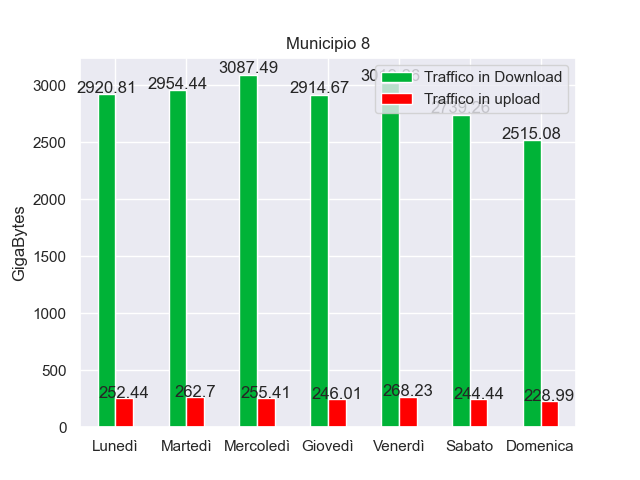 Municipio 8
3087.49
2920.81
2954.44
2914.67
2739.26
2515.08
Traffico in Download
Traffico in upload
GigaBytes
3000
2500
2000
1500
1000
500
0
252.44
262.7
255.41
246.01
268.23
244.44
228.99
Lunedì
Martedì
Mercoledì
Giovedì
Venerdì
Sabato
Domenica